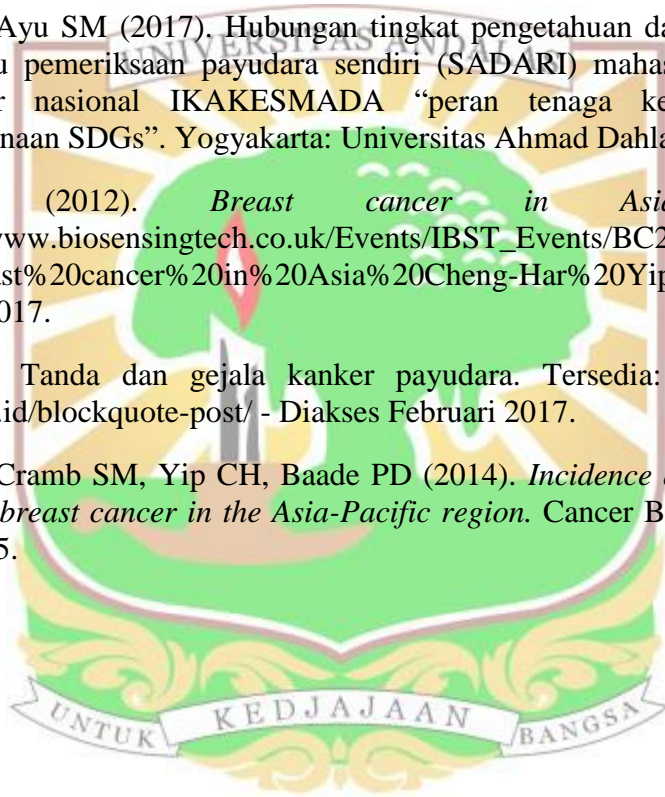 Ayu SM (2017). Hubungan tingkat pengetahuan da
UNIVERSITAS ANDALAS
u pemeriksaan payudara sendiri (SADARI) mahas
r nasional IKAKESMADA “peran tenaga ke
naan SDGs”. Yogyakarta: Universitas Ahmad Dahla
(2012). Breast cancer in Asia
www.biosensingtech.co.uk/Events/IBST_Events/BC2
ast%20cancer%20in%20Asia%20Cheng-Har%20Yip
017.
Tanda dan gejala kanker payudara. Tersedia:
.id/blockquote-post/ - Diakses Februari 2017.
Cramb SM, Yip CH, Baade PD (2014). Incidence
breast cancer in the Asia-Pacific region. Cancer B
5.
UNTUK KEDJAJAAN BANGSA